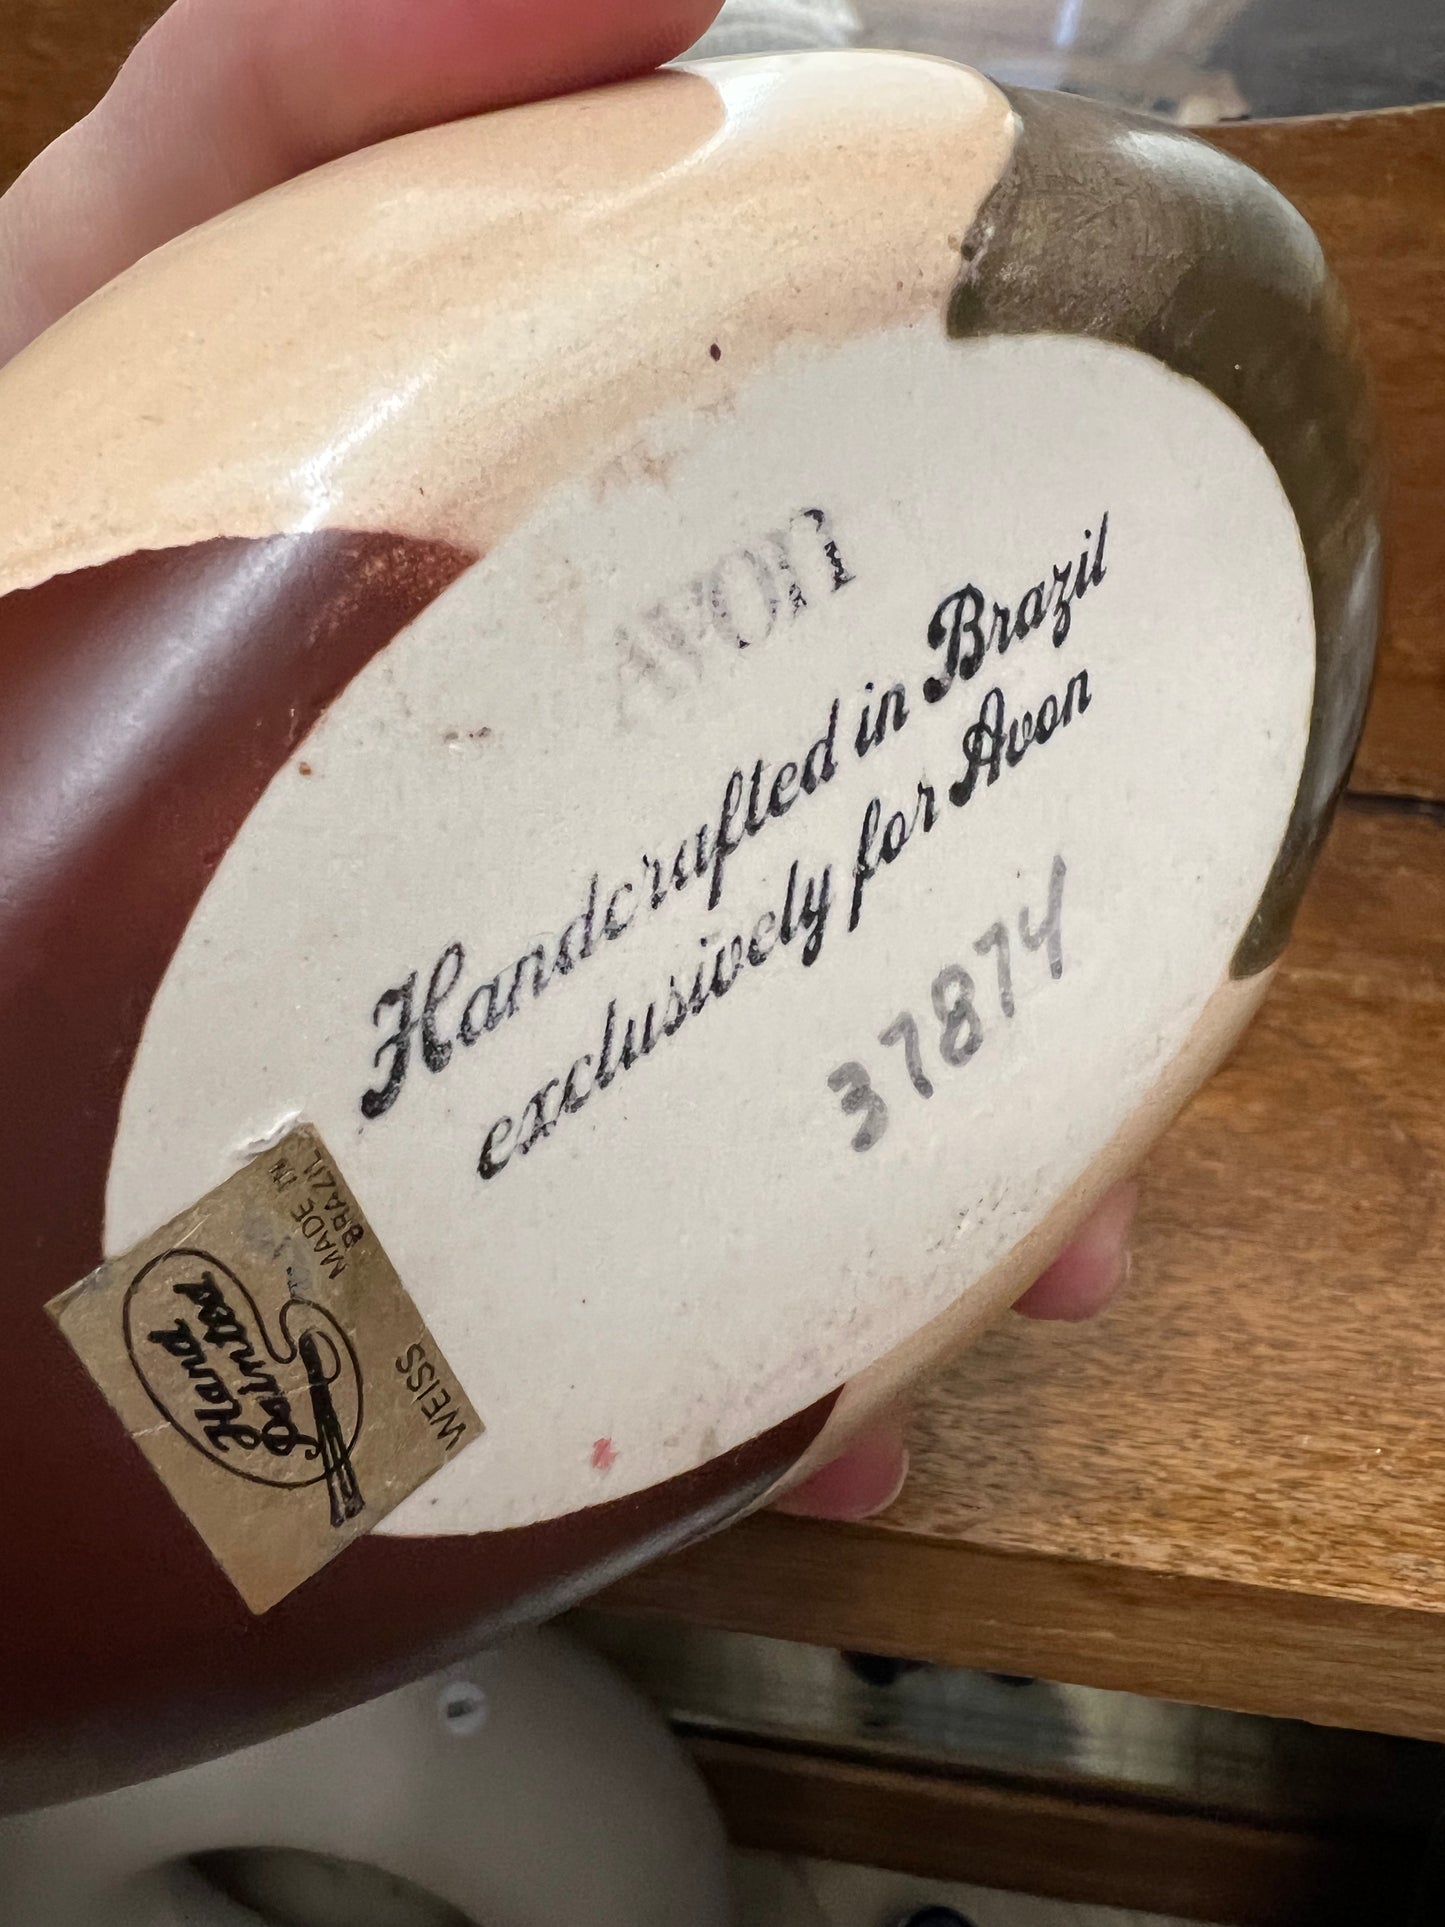 AVON
Handcrafted in Brazil
exclusively for Avon
37874
MADE IN
BRAZIL
Hand
Painted
WEISS